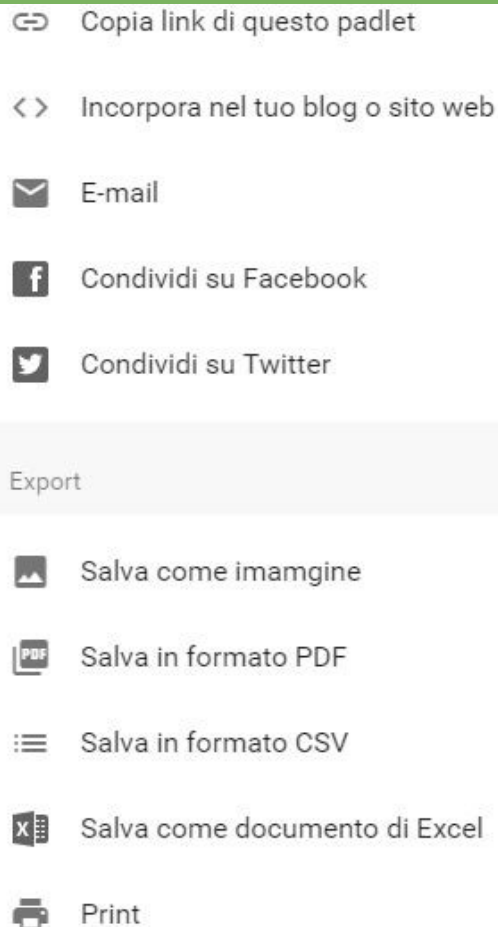 Copia link di questo padlet
Incorpora nel tuo blog o sito web
E-mail
Condividi su Facebook
Condividi su Twitter
Export
Salva come imamgine
PDF
Salva in formato PDF
Salva in formato CSV
Salva come documento di Excel
Print